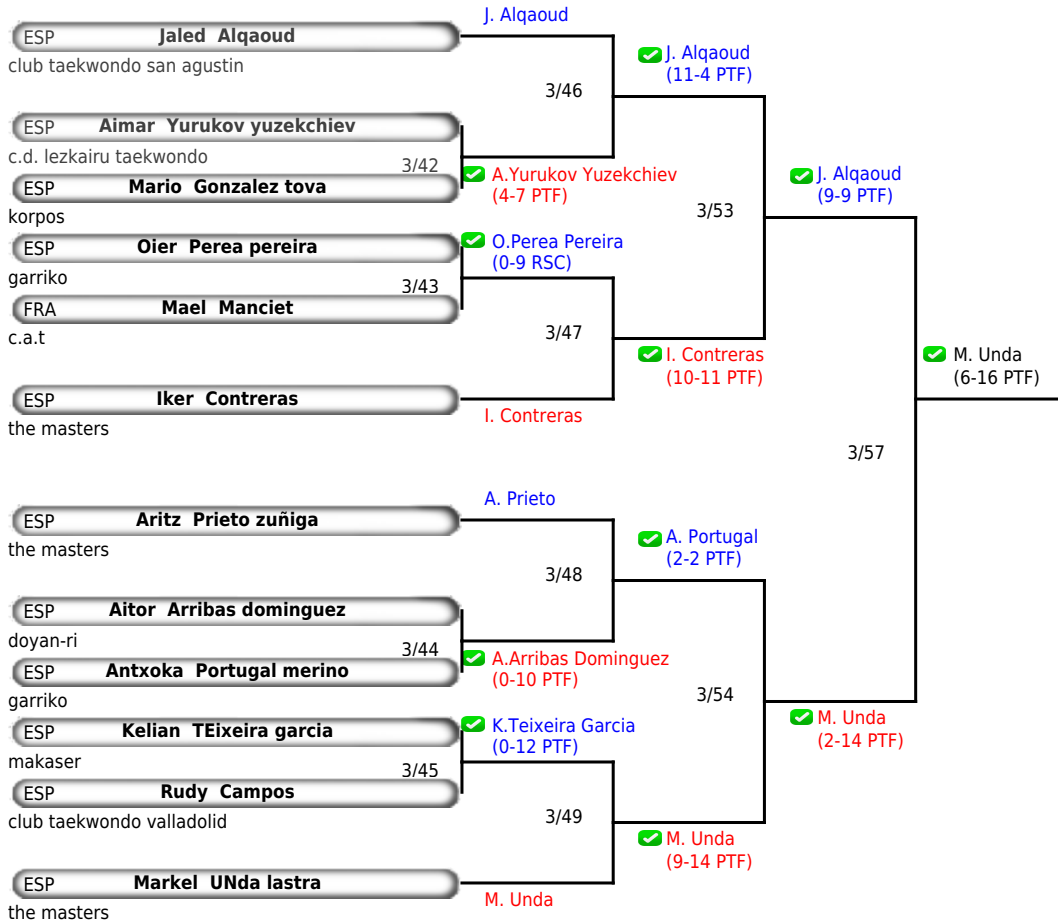 J. Alqaoud
ESP Jaled Alqaoud
club taekwondo san agustin
J. Alqaoud
(11-4 PTF)
3/46
ESP Aimar Yurukov yuzekchiev
c.d. lezkairu taekwondo
3/42
ESP Mario Gonzalez tova
korpos
A.Yurukov Yuzekchiev
(4-7 PTF)
J. Alqaoud
(9-9 PTF)
3/53
ESP Oier Perea pereira
garriko
O.Perea Pereira
(0-9 RSC)
3/43
FRA Mael Manciet
c.a.t
3/47
I. Contreras
(10-11 PTF)
M. Unda
(6-16 PTF)
ESP Iker Contreras
the masters
I. Contreras
3/57
A. Prieto
ESP Aritz Prieto zuñiga
the masters
A. Portugal
(2-2 PTF)
3/48
ESP Aitor Arribas dominguez
doyan-ri
3/44
ESP Antxoka Portugal merino
garriko
A.Arribas Dominguez
(0-10 PTF)
3/54
ESP Kelian TEixeira garcia
makaser
K.Teixeira Garcia
(0-12 PTF)
M. Unda
(2-14 PTF)
3/45
ESP Rudy Campos
club taekwondo valladolid
3/49
M. Unda
(9-14 PTF)
ESP Markel UNda lastra
the masters
M. Unda